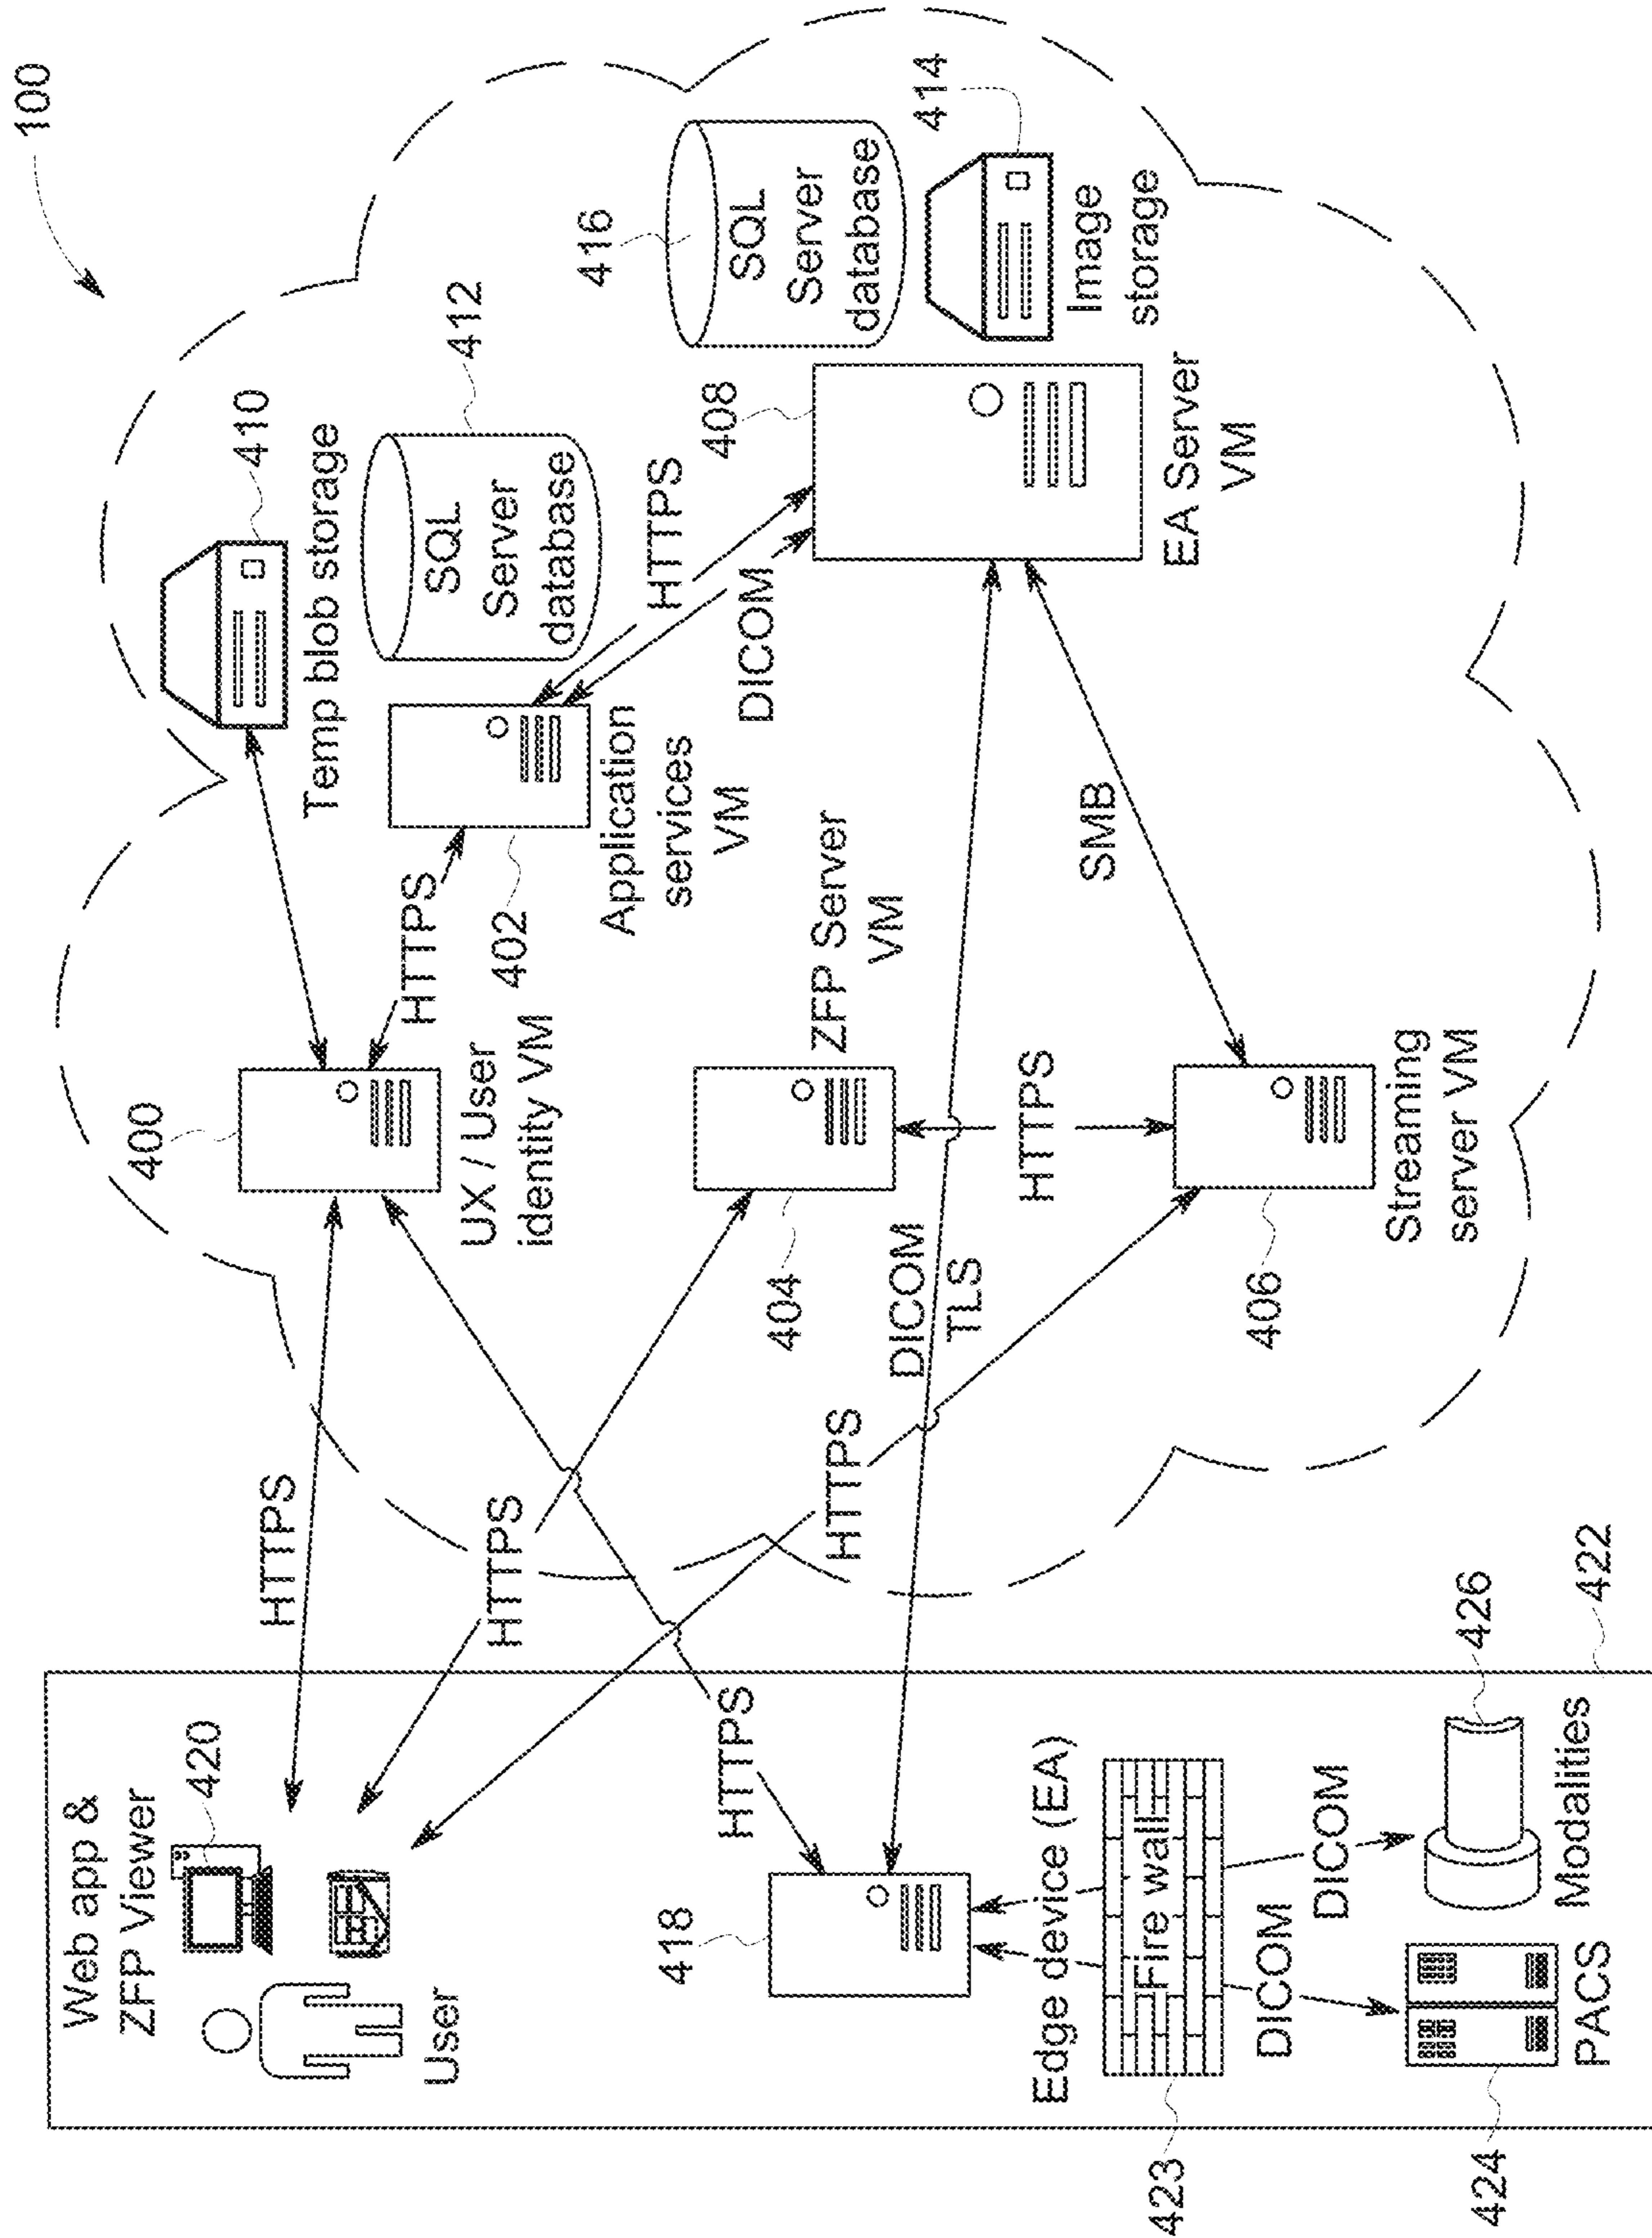 100
Web app &
ZFP Viewer
420
User
HTTPS
HTTPS
HTTPS
HTTPS
400
UX / User
identity VM
HTTPS
410
Temp blob storage
412
SQL
Server
database
402
Application
services
VM
HTTPS
DICOM
416
SQL
Server
database
414
Image
storage
408
EA Server
VM
404
ZFP Server
VM
DICOM
TLS
HTTPS
SMB
406
Streaming
server VM
418
Edge device (EA)
Fire wall
423
DICOM
DICOM
424
PACS
426
Modalities
422